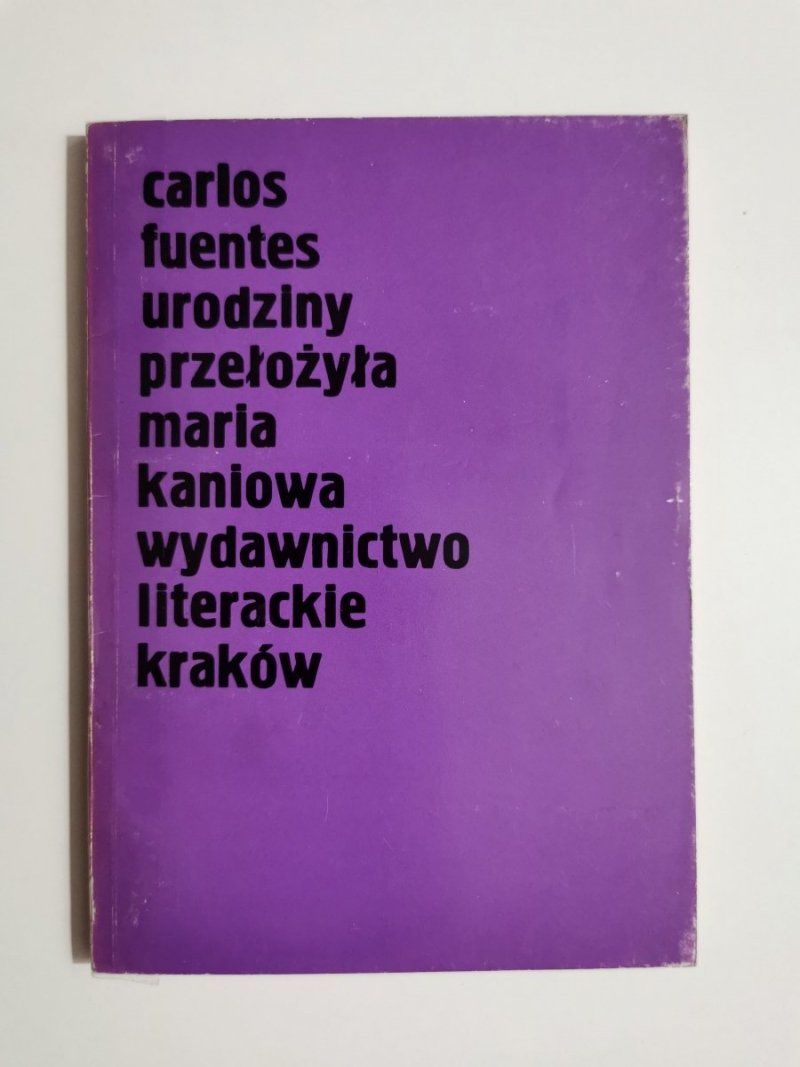 carlos
fuentes
urodziny
przełożyła
maria
kaniowa
wydawnictwo
literackie
kraków